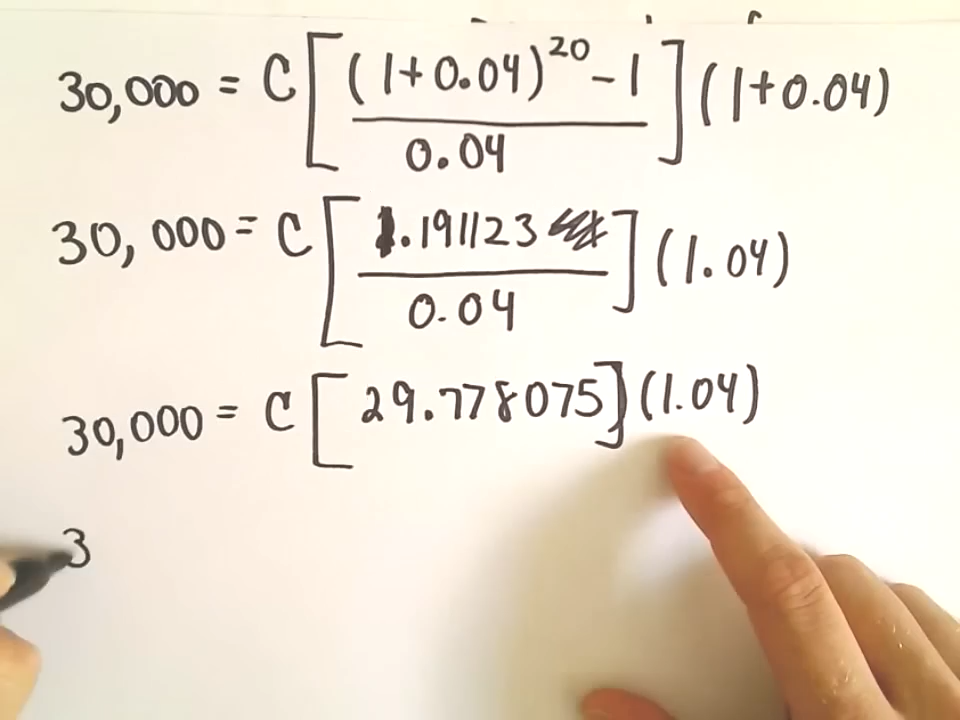 30,000 = C [ ( 1 + 0.04 )^20 - 1 / 0.04 ] ( 1 + 0.04 )
30,000 = C [ 1.191123 / 0.04 ] ( 1.04 )
30,000 = C [ 29.778075 ] ( 1.04 )
3